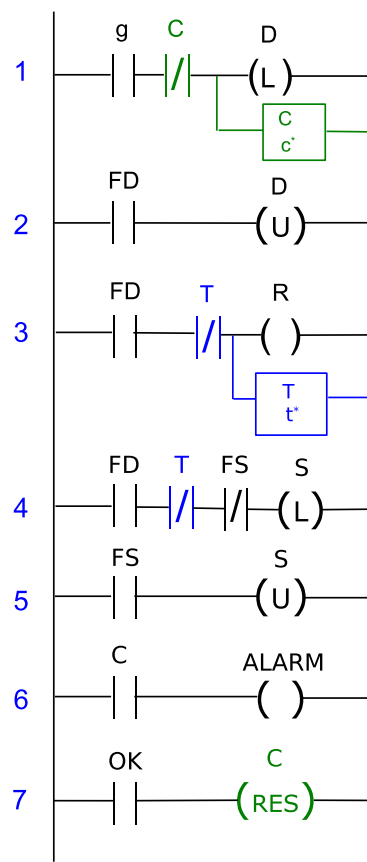 g C D
1 (L)
C
c*
FD D
2 (U)
FD T R
3 ( )
T
t*
FD T FS S
4 (L)
FS S
5 (U)
C ALARM
6 ( )
OK C
7 (RES)